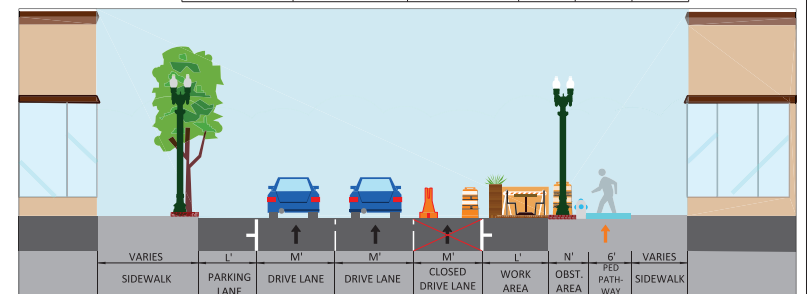 VARIES L' M' M' M' L' N' 6' VARIES
SIDEWALK PARKING LANE DRIVE LANE DRIVE LANE CLOSED DRIVE LANE WORK AREA OBST. AREA PED PATH-WAY SIDEWALK